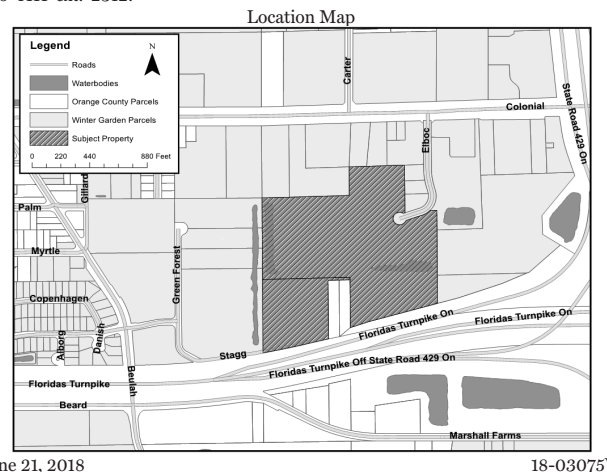 Location Map
Legend
N
Roads
Waterbodies
Orange County Parcels
Winter Garden Parcels
Subject Property
0 220 440 880 Feet
Carter
Colonial
State Road 429 On
Elboc
Gillard
Palm
Myrtle
Green Forest
Copenhagen
Alborg
Danish
Beulah
Stagg
Floridas Turnpike On
Floridas Turnpike On
Floridas Turnpike Off State Road 429 On
Floridas Turnpike
Beard
Marshall Farms
ne 21, 2018
18-03075